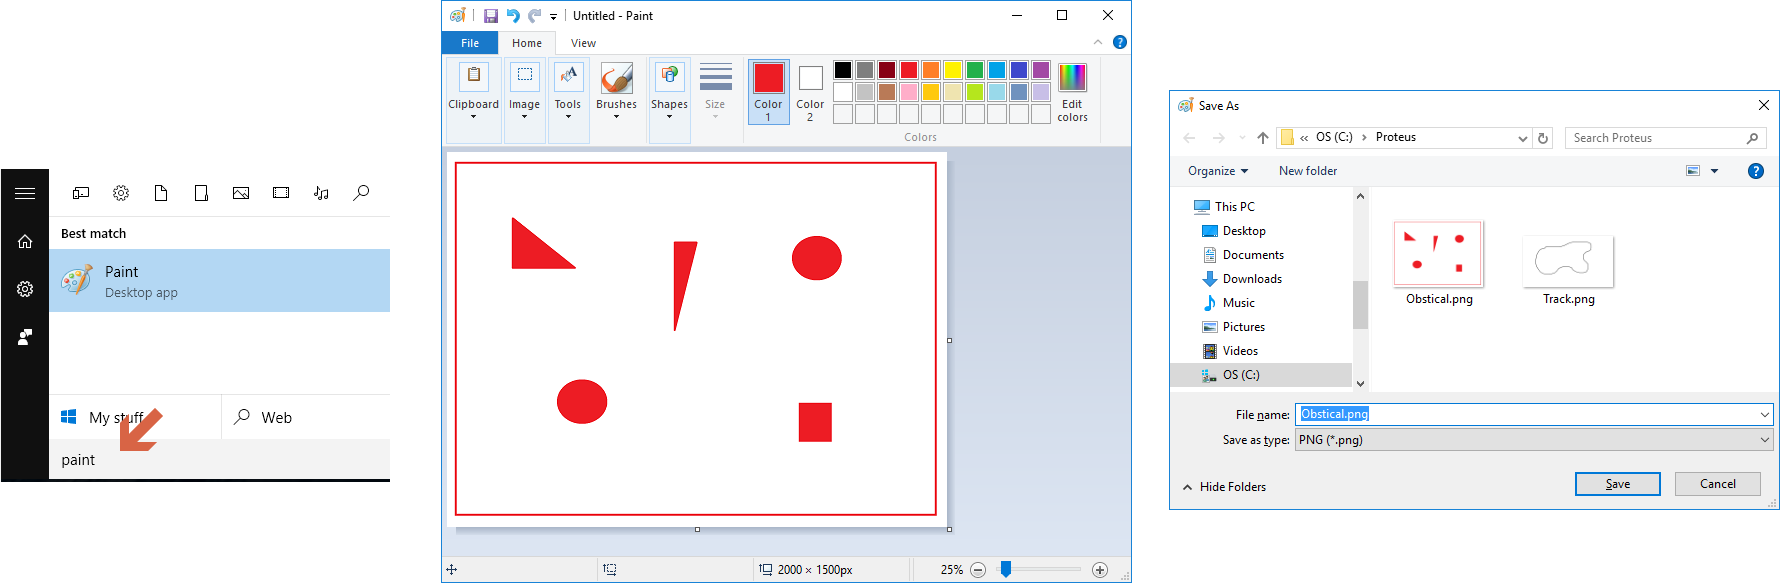 Best match
Paint
Desktop app
My stuff
Web
paint
Untitled - Paint
File Home View
Clipboard Image Tools Brushes Shapes Size Color 1 Color 2 Edit colors
Colors
2000 × 1500px 25%
Save As
« OS (C:) › Proteus Search Proteus
Organize New folder
This PC
Desktop
Documents
Downloads
Music
Pictures
Videos
OS (C:)
Obstical.png Track.png
File name: Obstical.png
Save as type: PNG (*.png)
Hide Folders Save Cancel